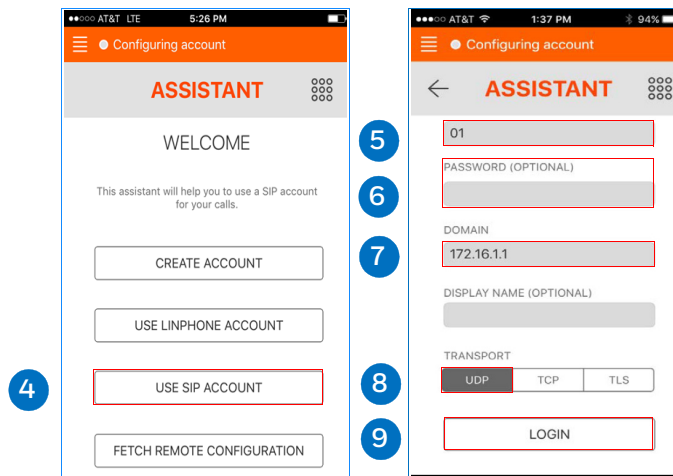 AT&T LTE 5:26 PM
Configuring account
ASSISTANT
WELCOME
This assistant will help you to use a SIP account
for your calls.
CREATE ACCOUNT
USE LINPHONE ACCOUNT
4
USE SIP ACCOUNT
FETCH REMOTE CONFIGURATION
AT&T 1:37 PM 94%
Configuring account
ASSISTANT
5
01
6
PASSWORD (OPTIONAL)
7
DOMAIN
172.16.1.1
DISPLAY NAME (OPTIONAL)
TRANSPORT
8
UDP TCP TLS
9
LOGIN